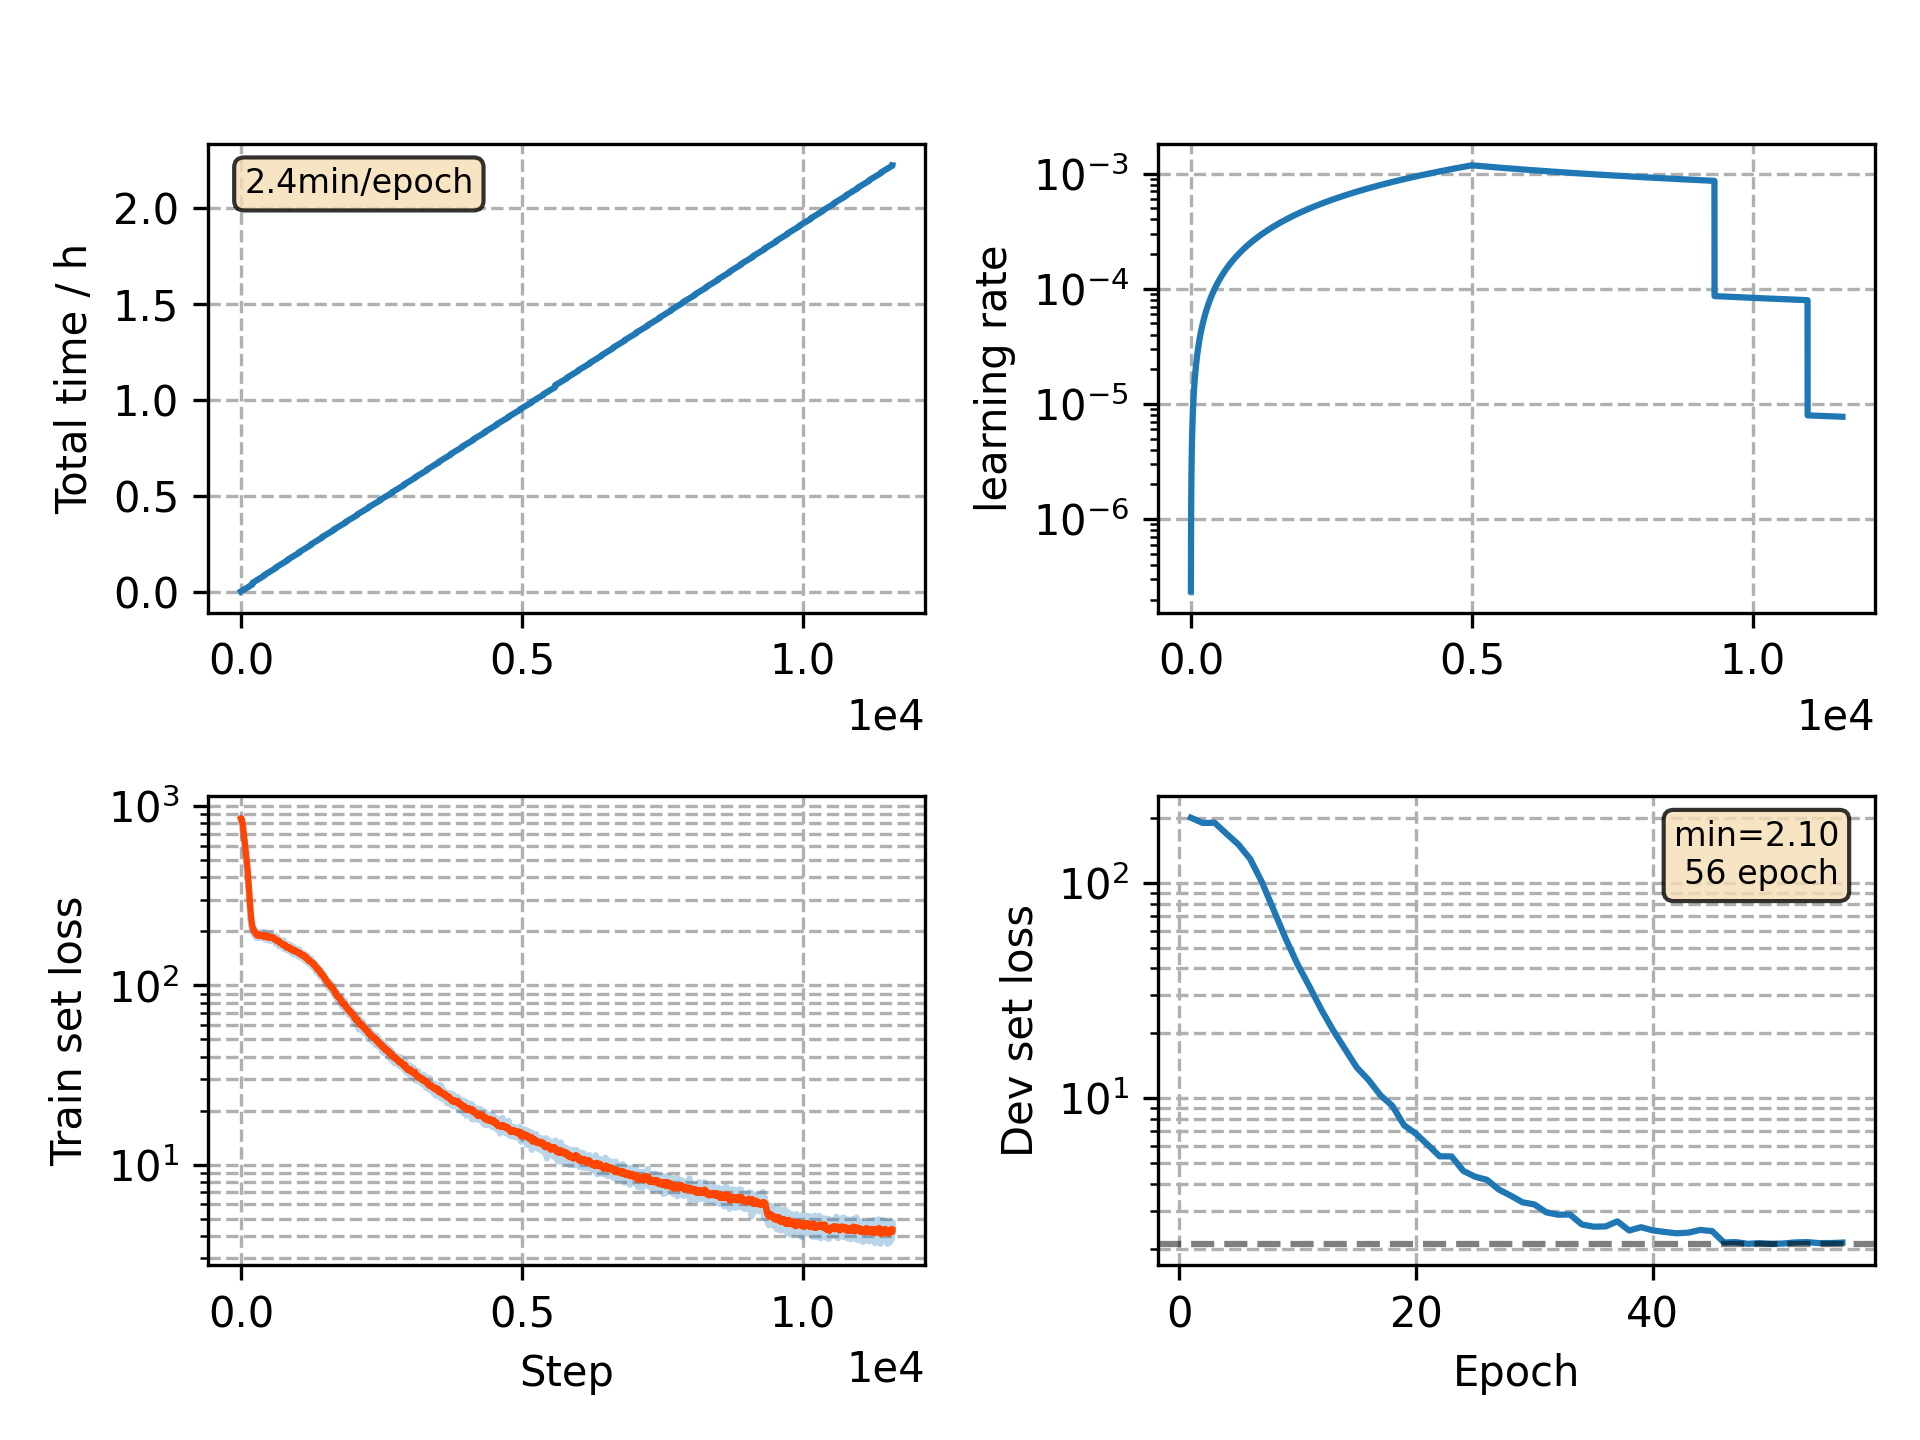 2.4min/epoch
Total time / h
2.0
1.5
1.0
0.5
0.0
0.0 0.5 1.0
1e4
learning rate
10⁻³
10⁻⁴
10⁻⁵
10⁻⁶
0.0 0.5 1.0
1e4
Train set loss
10³
10²
10¹
0.0 0.5 1.0
Step
1e4
Dev set loss
10²
10¹
min=2.10
56 epoch
0 20 40
Epoch